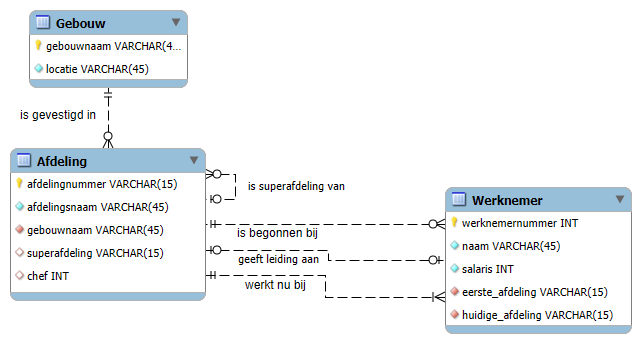 Gebouw
gebouwnaam VARCHAR(4...
locatie VARCHAR(45)
is gevestigd in
Afdeling
afdelingnummer VARCHAR(15)
afdelingsnaam VARCHAR(45)
gebouwnaam VARCHAR(45)
superafdeling VARCHAR(15)
chef INT
is superafdeling van
is begonnen bij
geeft leiding aan
werkt nu bij
Werknemer
werknemernummer INT
naam VARCHAR(45)
salaris INT
eerste_afdeling VARCHAR(15)
huidige_afdeling VARCHAR(15)